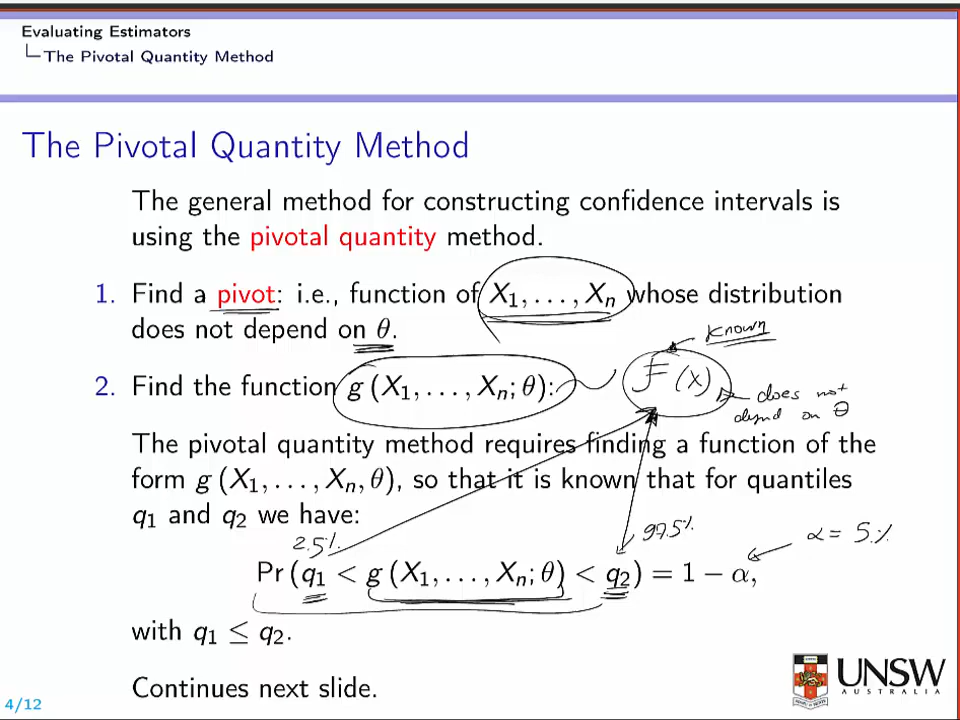 Evaluating Estimators
The Pivotal Quantity Method
The Pivotal Quantity Method
The general method for constructing confidence intervals is
using the pivotal quantity method.
1. Find a pivot: i.e., function of X₁, . . . , Xₙ whose distribution
does not depend on θ.
known
2. Find the function g (X₁, . . . , Xₙ; θ): ~ F(x)
does not
depend on θ
The pivotal quantity method requires finding a function of the
form g (X₁, . . . , Xₙ, θ), so that it is known that for quantiles
q₁ and q₂ we have:
2.5% 97.5% α = 5%
Pr (q₁ < g (X₁, . . . , Xₙ; θ) < q₂) = 1 − α,
with q₁ ≤ q₂.
Continues next slide.
UNSW
AUSTRALIA
4/12